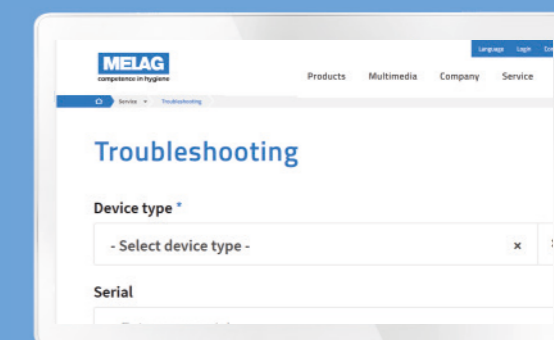 MELAG
competence in hygiene
Language Login
Products Multimedia Company Service
Service Troubleshooting
Troubleshooting
Device type *
- Select device type -
Serial